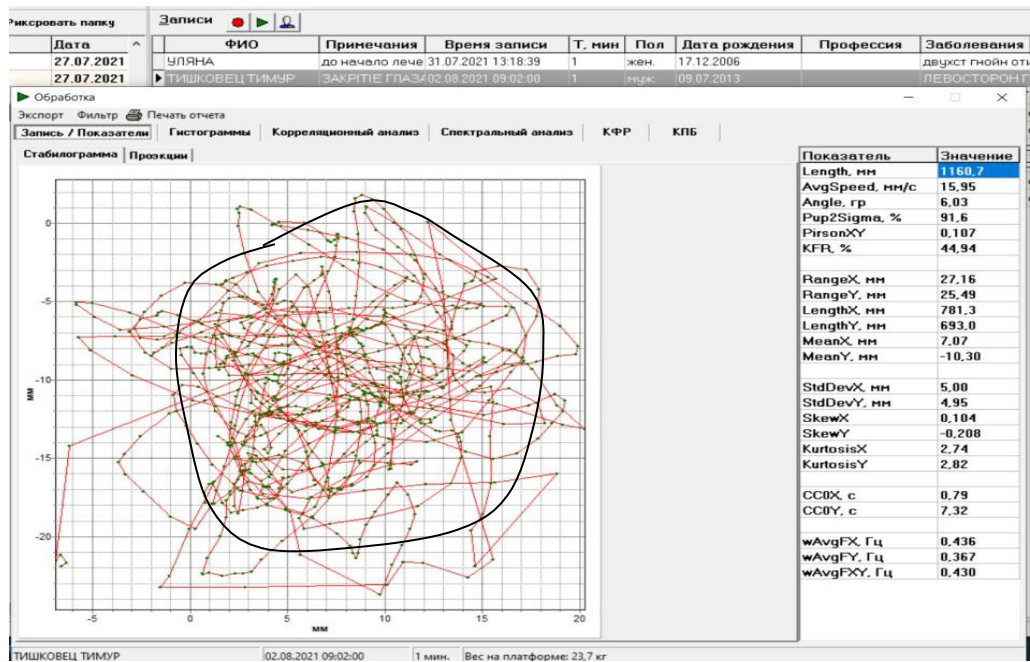 Риксровать папку Записи
Дата ФИО Примечания Время записи Т, мин Пол Дата рождения Профессия Заболевания
27.07.2021 УЛЯНА до начало лече 31.07.2021 13:18:39 1 жен. 17.12.2006 двухст гнойн оти
27.07.2021 ТИШКОВЕЦ ТИМУР ЗАКРІТІЕ ГЛАЗА 02.08.2021 09:02:00 1 муж. 09.07.2013 ЛЕВОСТОРОН Г
Обработка
Экспорт Фильтр Печать отчета
Запись / Показатели Гистограммы Корреляционный анализ Спектральный анализ КФР КПБ
Стабилограмма Проэкции
Показатель Значение
Length, мм 1160,7
AvgSpeed, мм/с 15,95
Angle, гр 6,03
Pup2Sigma, % 91,6
PirsonXY 0,107
KFR, % 44,94
RangeX, мм 27,16
RangeY, мм 25,49
LengthX, мм 781,3
LengthY, мм 693,0
MeanX, мм 7,07
MeanY, мм -10,30
StdDevX, мм 5,00
StdDevY, мм 4,95
SkewX 0,104
SkewY -0,208
KurtosisX 2,74
KurtosisY 2,82
CC0X, с 0,79
CC0Y, с 7,32
wAvgFX, Гц 0,436
wAvgFY, Гц 0,367
wAvgFXY, Гц 0,430
0
-5
-10
-15
-20
мм
-5 0 5 10 15 20
мм
ТИШКОВЕЦ ТИМУР 02.08.2021 09:02:00 1 мин. Вес на платформе: 23,7 кг